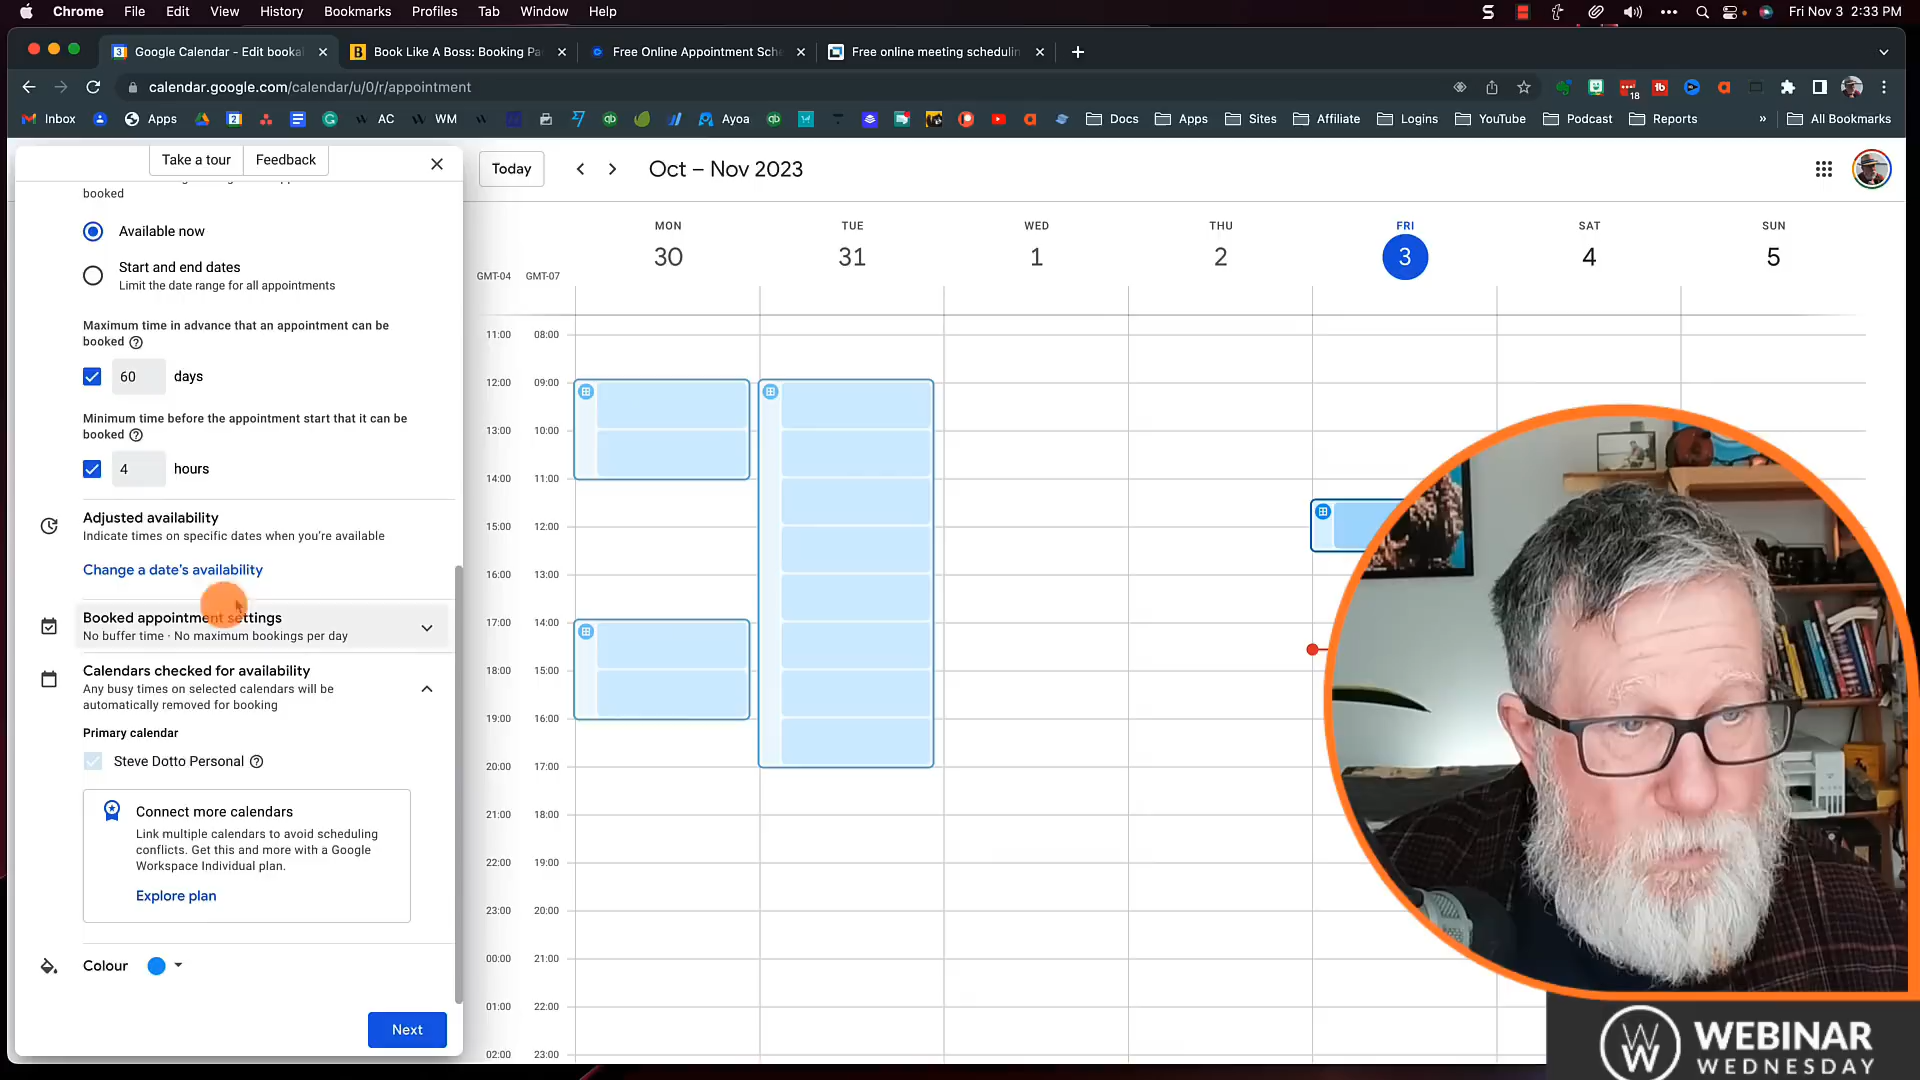 Chrome File Edit View History Bookmarks Profiles Tab Window Help Fri Nov 3 2:33 PM
Google Calendar - Edit booka Book Like A Boss: Booking Pa Free Online Appointment Sch Free online meeting schedulin
calendar.google.com/calendar/u/0/r/appointment
18
Inbox Apps AC WM Ayoa Docs Apps Sites Affiliate Logins YouTube Podcast Reports » All Bookmarks
Take a tour Feedback
Today Oct – Nov 2023
booked
Available now
Start and end dates
Limit the date range for all appointments
Maximum time in advance that an appointment can be
booked
60 days
Minimum time before the appointment start that it can be
booked
4 hours
Adjusted availability
Indicate times on specific dates when you're available
Change a date's availability
Booked appointment settings
No buffer time · No maximum bookings per day
Calendars checked for availability
Any busy times on selected calendars will be
automatically removed for booking
Primary calendar
Steve Dotto Personal
Connect more calendars
Link multiple calendars to avoid scheduling
conflicts. Get this and more with a Google
Workspace Individual plan.
Explore plan
Colour
Next
MON TUE WED THU FRI SAT SUN
30 31 1 2 3 4 5
GMT-04 GMT-07
11:00 08:00
12:00 09:00
13:00 10:00
14:00 11:00
15:00 12:00
16:00 13:00
17:00 14:00
18:00 15:00
19:00 16:00
20:00 17:00
21:00 18:00
22:00 19:00
23:00 20:00
00:00 21:00
01:00 22:00
02:00 23:00
WEBINAR
WEDNESDAY